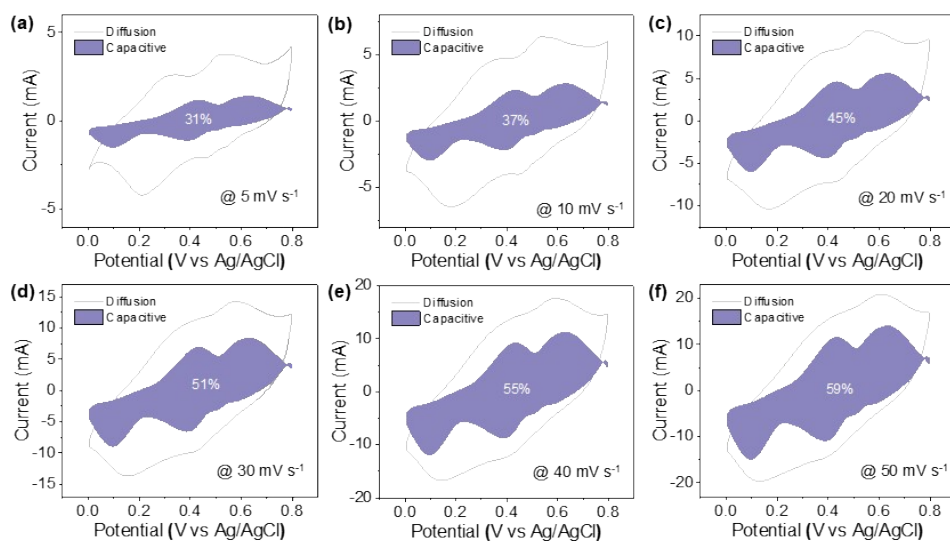 (a)
Diffusion
Capacitive
31%
@ 5 mV s⁻¹
5
0
-5
0.0 0.2 0.4 0.6 0.8
Current (mA)
Potential (V vs Ag/AgCl)
(b)
Diffusion
Capacitive
37%
@ 10 mV s⁻¹
5
0
-5
0.0 0.2 0.4 0.6 0.8
Current (mA)
Potential (V vs Ag/AgCl)
(c)
Diffusion
Capacitive
45%
@ 20 mV s⁻¹
10
5
0
-5
-10
0.0 0.2 0.4 0.6 0.8
Current (mA)
Potential (V vs Ag/AgCl)
(d)
Diffusion
Capacitive
51%
@ 30 mV s⁻¹
15
10
5
0
-5
-10
-15
0.0 0.2 0.4 0.6 0.8
Current (mA)
Potential (V vs Ag/AgCl)
(e)
Diffusion
Capacitive
55%
@ 40 mV s⁻¹
20
10
0
-10
-20
0.0 0.2 0.4 0.6 0.8
Current (mA)
Potential (V vs Ag/AgCl)
(f)
Diffusion
Capacitive
59%
@ 50 mV s⁻¹
20
10
0
-10
-20
0.0 0.2 0.4 0.6 0.8
Current (mA)
Potential (V vs Ag/AgCl)